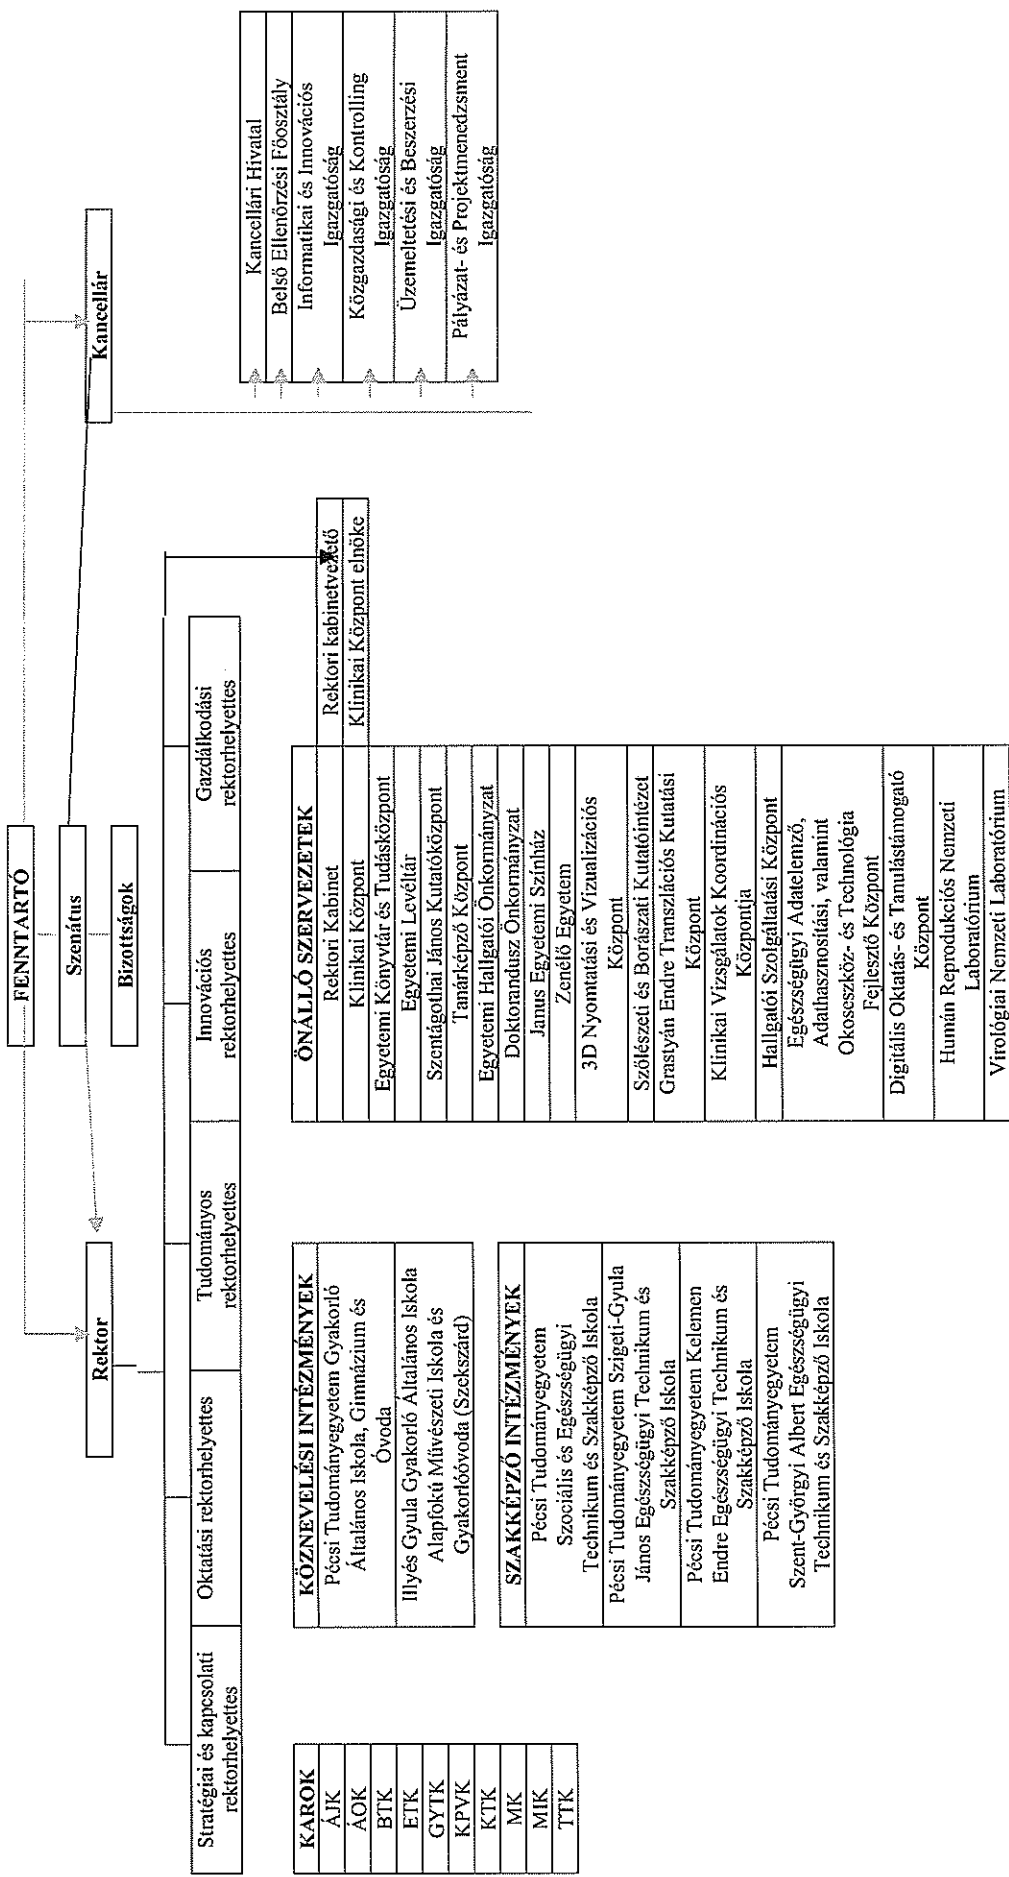 FENNTARTÓ
Szenátus
Bizottságok
Rektor
Kancellár
Stratégiai és kapcsolati
rektorhelyettes
Oktatási rektorhelyettes
Tudományos
rektorhelyettes
Innovációs
rektorhelyettes
Gazdálkodási
rektorhelyettes
KAROK
ÁJK
ÁOK
BTK
ETK
GYTK
KPVK
KTK
MK
MIK
TTK
KÖZNEVELÉSI INTÉZMÉNYEK
Pécsi Tudományegyetem Gyakorló
Általános Iskola, Gimnázium és
Óvoda
Illyés Gyula Gyakorló Általános Iskola
Alapfokú Művészeti Iskola és
Gyakorlóóvoda (Szekszárd)
SZAKKÉPZŐ INTÉZMÉNYEK
Pécsi Tudományegyetem
Szociális és Egészségügyi
Technikum és Szakképző Iskola
Pécsi Tudományegyetem Szigeti-Gyula
János Egészségügyi Technikum és
Szakképző Iskola
Pécsi Tudományegyetem Kelemen
Endre Egészségügyi Technikum és
Szakképző Iskola
Pécsi Tudományegyetem
Szent-Györgyi Albert Egészségügyi
Technikum és Szakképző Iskola
ÖNÁLLÓ SZERVEZETEK
Rektori Kabinet
Klinikai Központ
Egyetemi Könyvtár és Tudásközpont
Egyetemi Levéltár
Szentágothai János Kutatóközpont
Tanárképző Központ
Egyetemi Hallgatói Önkormányzat
Doktorandusz Önkormányzat
Janus Egyetemi Színház
Zenélő Egyetem
3D Nyomtatási és Vizualizációs
Központ
Szőlészeti és Borászati Kutatóintézet
Grastyán Endre Transzlációs Kutatási
Központ
Klinikai Vizsgálatok Koordinációs
Központja
Hallgatói Szolgáltatási Központ
Egészségügyi Adatelemző,
Adathasznosítási, valamint
Okoseszköz- és Technológia
Fejlesztő Központ
Digitális Oktatás- és Tanulástámogató
Központ
Humán Reprodukciós Nemzeti
Laboratórium
Virológiai Nemzeti Laboratórium
Rektori kabinetvezető
Klinikai Központ elnöke
Kancellári Hivatal
Belső Ellenőrzési Főosztály
Informatikai és Innovációs
Igazgatóság
Közgazdasági és Kontrolling
Igazgatóság
Üzemeltetési és Beszerzési
Igazgatóság
Pályázat- és Projektmenedzsment
Igazgatóság